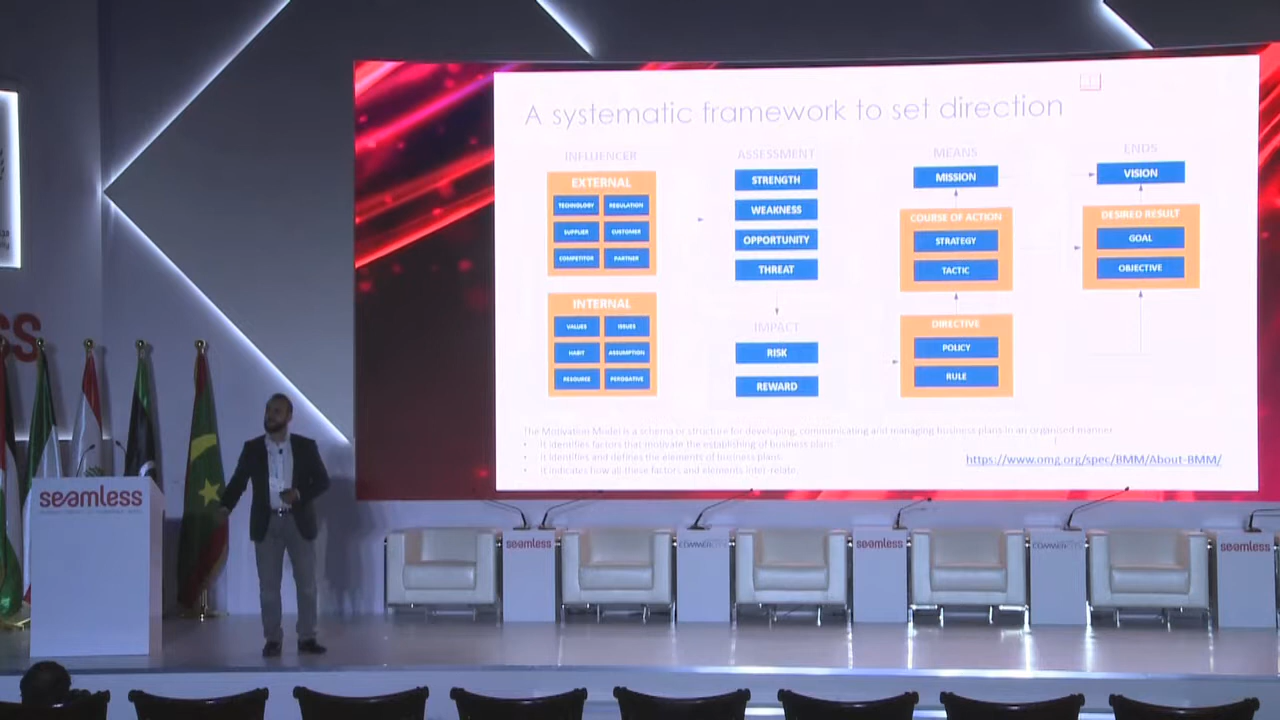 A systematic framework to set direction
INFLUENCER
EXTERNAL
TECHNOLOGY REGULATION
SUPPLIER CUSTOMER
COMPETITOR PARTNER
INTERNAL
VALUES ISSUES
HABIT ASSUMPTION
RESOURCE PEROGATIVE
ASSESSMENT
STRENGTH
WEAKNESS
OPPORTUNITY
THREAT
IMPACT
RISK
REWARD
MEANS
MISSION
COURSE OF ACTION
STRATEGY
TACTIC
DIRECTIVE
POLICY
RULE
ENDS
VISION
DESIRED RESULT
GOAL
OBJECTIVE
The Motivation Model is a schema or structure for developing, communicating and managing business plans in an organised manner
• It identifies factors that motivate the establishing of business plans
• It identifies and defines the elements of business plans
• It indicates how all these factors and elements inter-relate
https://www.omg.org/spec/BMM/About-BMM/
seamless
seamless
seamless
seamless